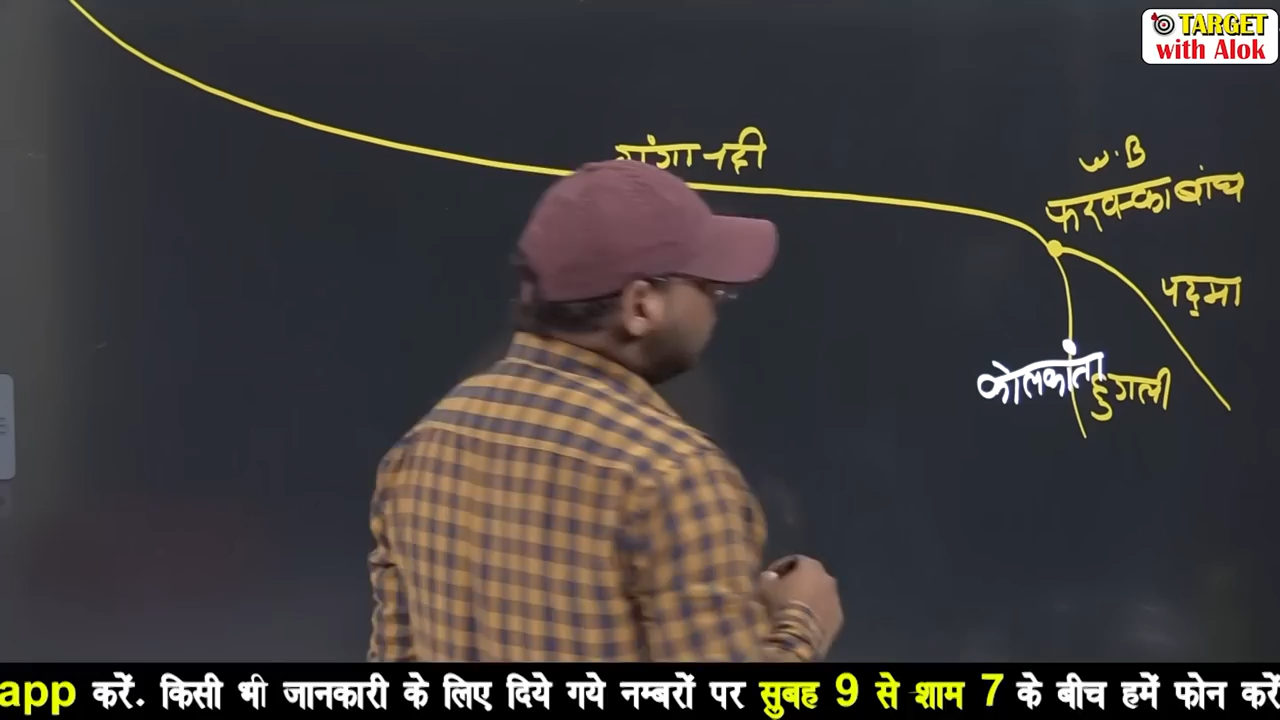 TARGET
with Alok
गंगा नदी
W.B
फरक्का बांध
पद्मा
कोलकाता
हुगली
app करें. किसी भी जानकारी के लिए दिये गये नम्बरों पर सुबह 9 से शाम 7 के बीच हमें फोन करें